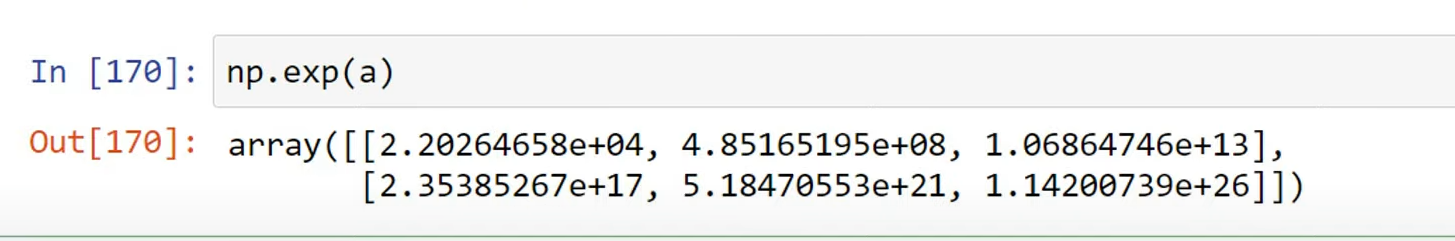 In [170]: np.exp(a)
Out[170]: array([[2.20264658e+04, 4.85165195e+08, 1.06864746e+13],
[2.35385267e+17, 5.18470553e+21, 1.14200739e+26]])